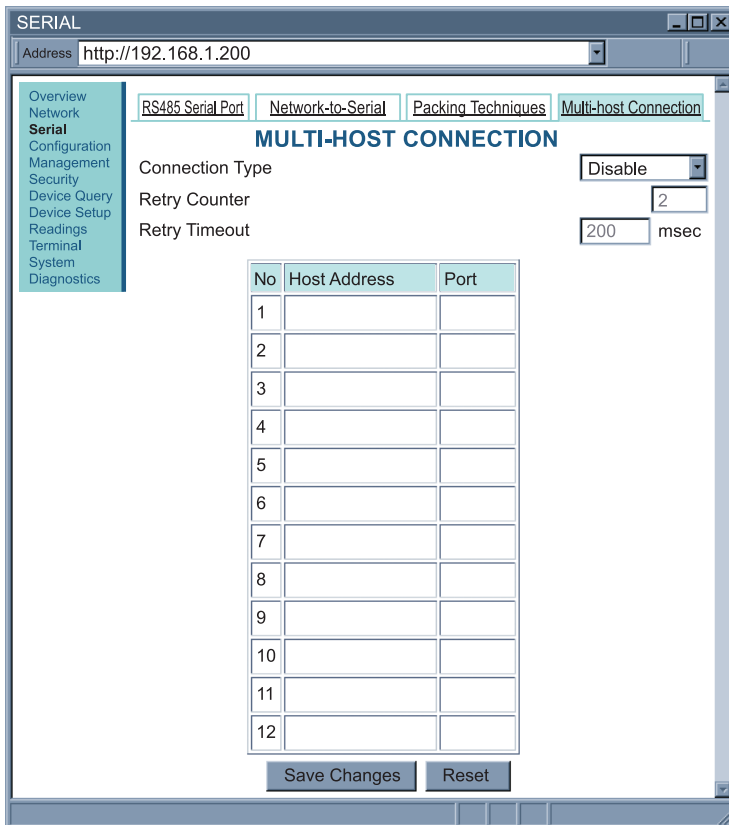 SERIAL
Address http://192.168.1.200
Overview
Network
Serial
Configuration
Management
Security
Device Query
Device Setup
Readings
Terminal
System
Diagnostics
RS485 Serial Port Network-to-Serial Packing Techniques Multi-host Connection
MULTI-HOST CONNECTION
Connection Type Disable
Retry Counter 2
Retry Timeout 200 msec
No Host Address Port
1
2
3
4
5
6
7
8
9
10
11
12
Save Changes Reset